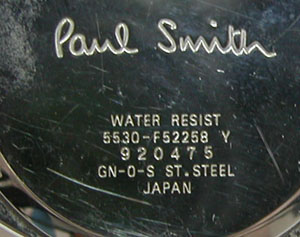 Paul Smith
WATER RESIST
5530-F52258 Y
920475
GN-0-S ST.STEEL
JAPAN